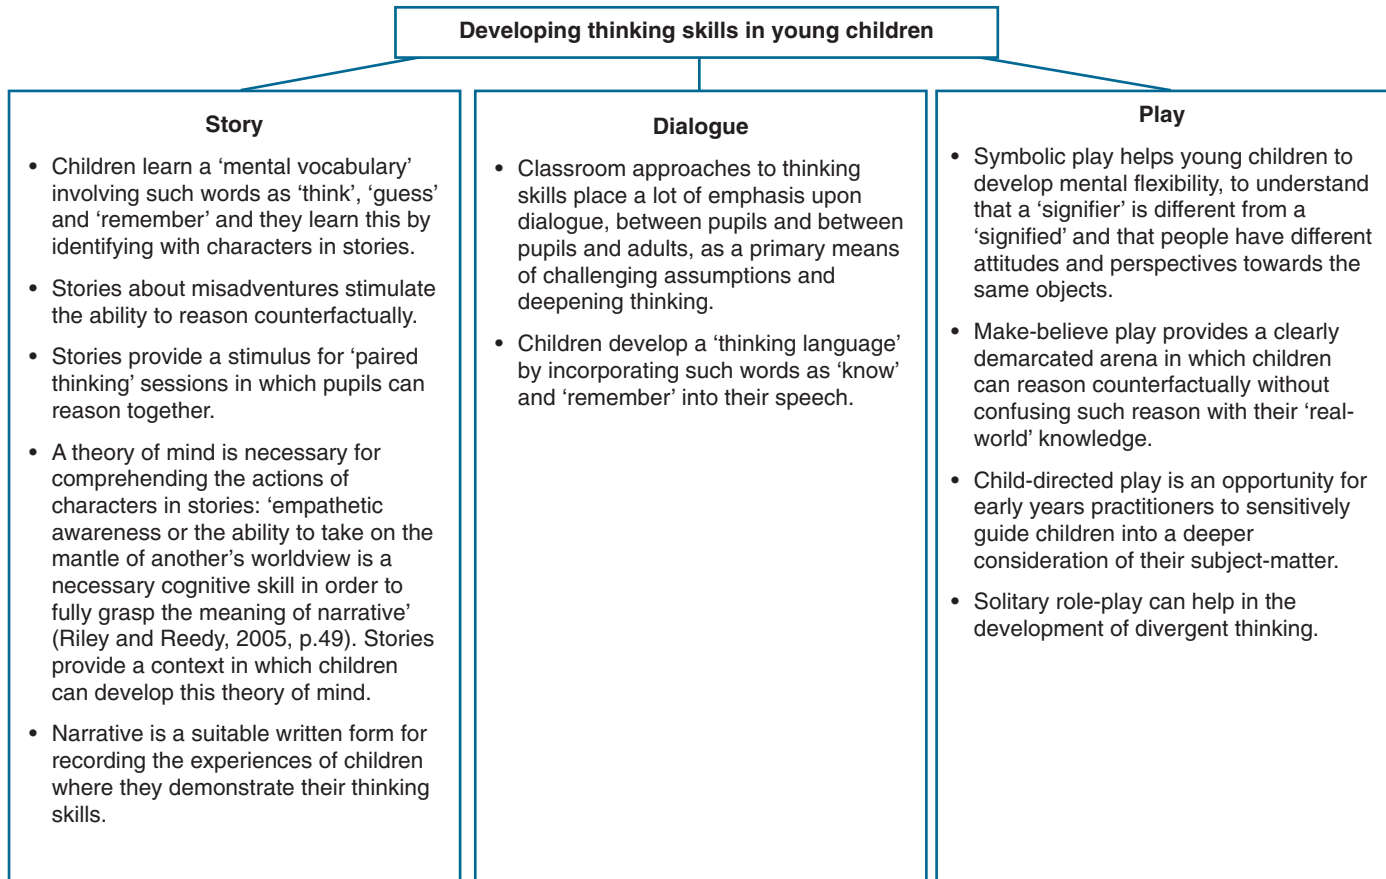 Developing thinking skills in young children
Story
• Children learn a ‘mental vocabulary’
involving such words as ‘think’, ‘guess’
and ‘remember’ and they learn this by
identifying with characters in stories.
• Stories about misadventures stimulate
the ability to reason counterfactually.
• Stories provide a stimulus for ‘paired
thinking’ sessions in which pupils can
reason together.
• A theory of mind is necessary for
comprehending the actions of
characters in stories: ‘empathetic
awareness or the ability to take on the
mantle of another’s worldview is a
necessary cognitive skill in order to
fully grasp the meaning of narrative’
(Riley and Reedy, 2005, p.49). Stories
provide a context in which children
can develop this theory of mind.
• Narrative is a suitable written form for
recording the experiences of children
where they demonstrate their thinking
skills.
Dialogue
• Classroom approaches to thinking
skills place a lot of emphasis upon
dialogue, between pupils and between
pupils and adults, as a primary means
of challenging assumptions and
deepening thinking.
• Children develop a ‘thinking language’
by incorporating such words as ‘know’
and ‘remember’ into their speech.
Play
• Symbolic play helps young children to
develop mental flexibility, to understand
that a ‘signifier’ is different from a
‘signified’ and that people have different
attitudes and perspectives towards the
same objects.
• Make-believe play provides a clearly
demarcated arena in which children
can reason counterfactually without
confusing such reason with their ‘real-
world’ knowledge.
• Child-directed play is an opportunity for
early years practitioners to sensitively
guide children into a deeper
consideration of their subject-matter.
• Solitary role-play can help in the
development of divergent thinking.